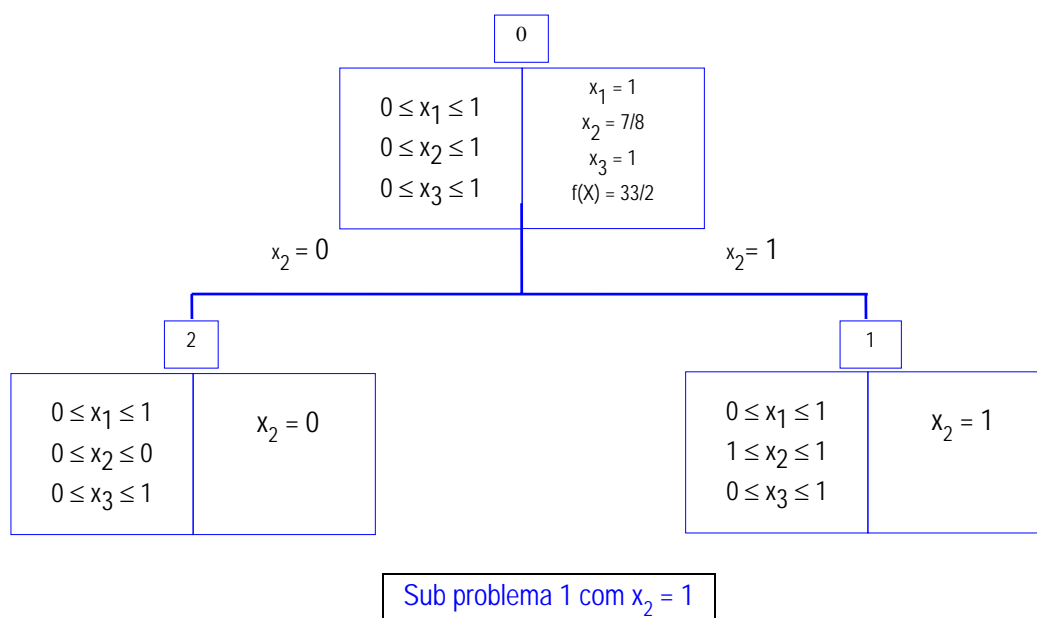 0
0 ≤ x₁ ≤ 1
0 ≤ x₂ ≤ 1
0 ≤ x₃ ≤ 1
x₁ = 1
x₂ = 7/8
x₃ = 1
f(X) = 33/2
x₂ = 0
x₂= 1
2
0 ≤ x₁ ≤ 1
0 ≤ x₂ ≤ 0
0 ≤ x₃ ≤ 1
x₂ = 0
1
0 ≤ x₁ ≤ 1
1 ≤ x₂ ≤ 1
0 ≤ x₃ ≤ 1
x₂ = 1
Sub problema 1 com x₂ = 1